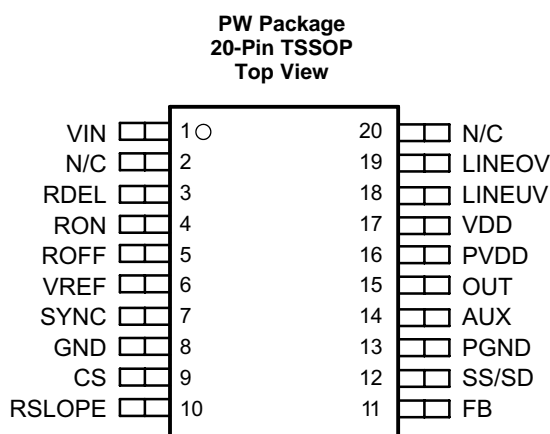 PW Package
20-Pin TSSOP
Top View
VIN 1 20 N/C
N/C 2 19 LINEOV
RDEL 3 18 LINEUV
RON 4 17 VDD
ROFF 5 16 PVDD
VREF 6 15 OUT
SYNC 7 14 AUX
GND 8 13 PGND
CS 9 12 SS/SD
RSLOPE 10 11 FB